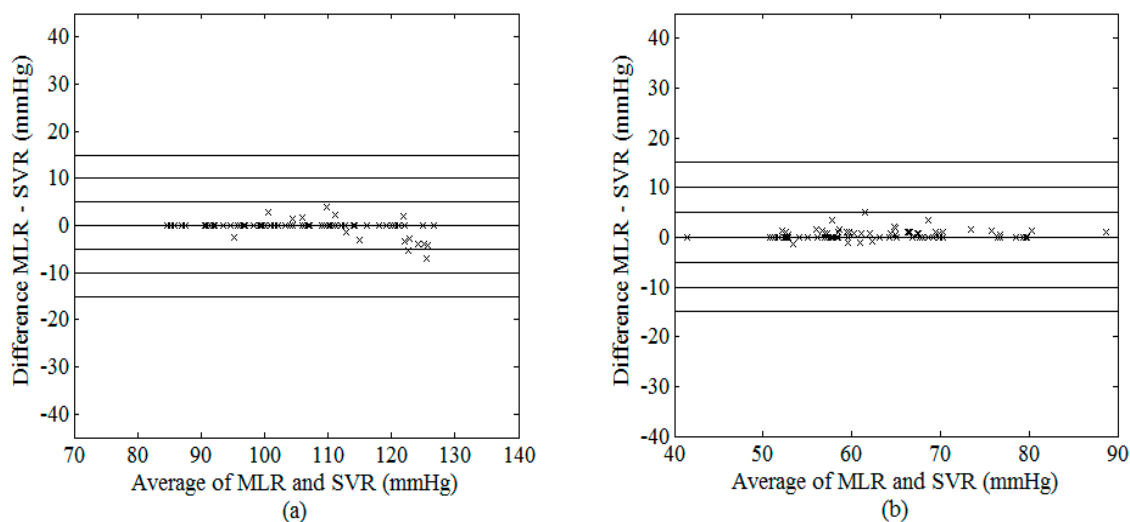 Difference MLR - SVR (mmHg)
40
30
20
10
0
-10
-20
-30
-40
70 80 90 100 110 120 130 140
Average of MLR and SVR (mmHg)
(a)
Difference MLR - SVR (mmHg)
40
30
20
10
0
-10
-20
-30
-40
40 50 60 70 80 90
Average of MLR and SVR (mmHg)
(b)